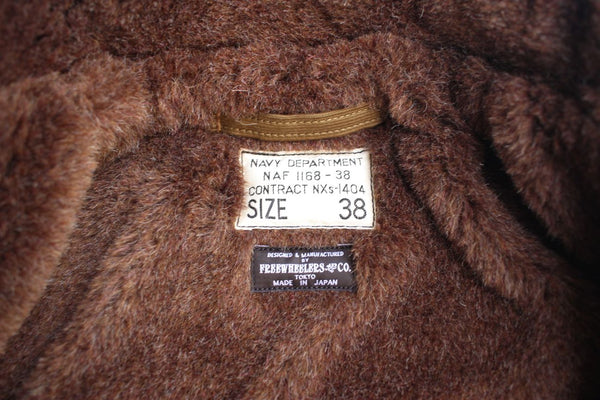 NAVY DEPARTMENT
NAF 1168-38
CONTRACT NXs-1404
SIZE 38
DESIGNED & MANUFACTURED
BY
FREEWHEELERS AND CO.
TOKYO
MADE IN JAPAN